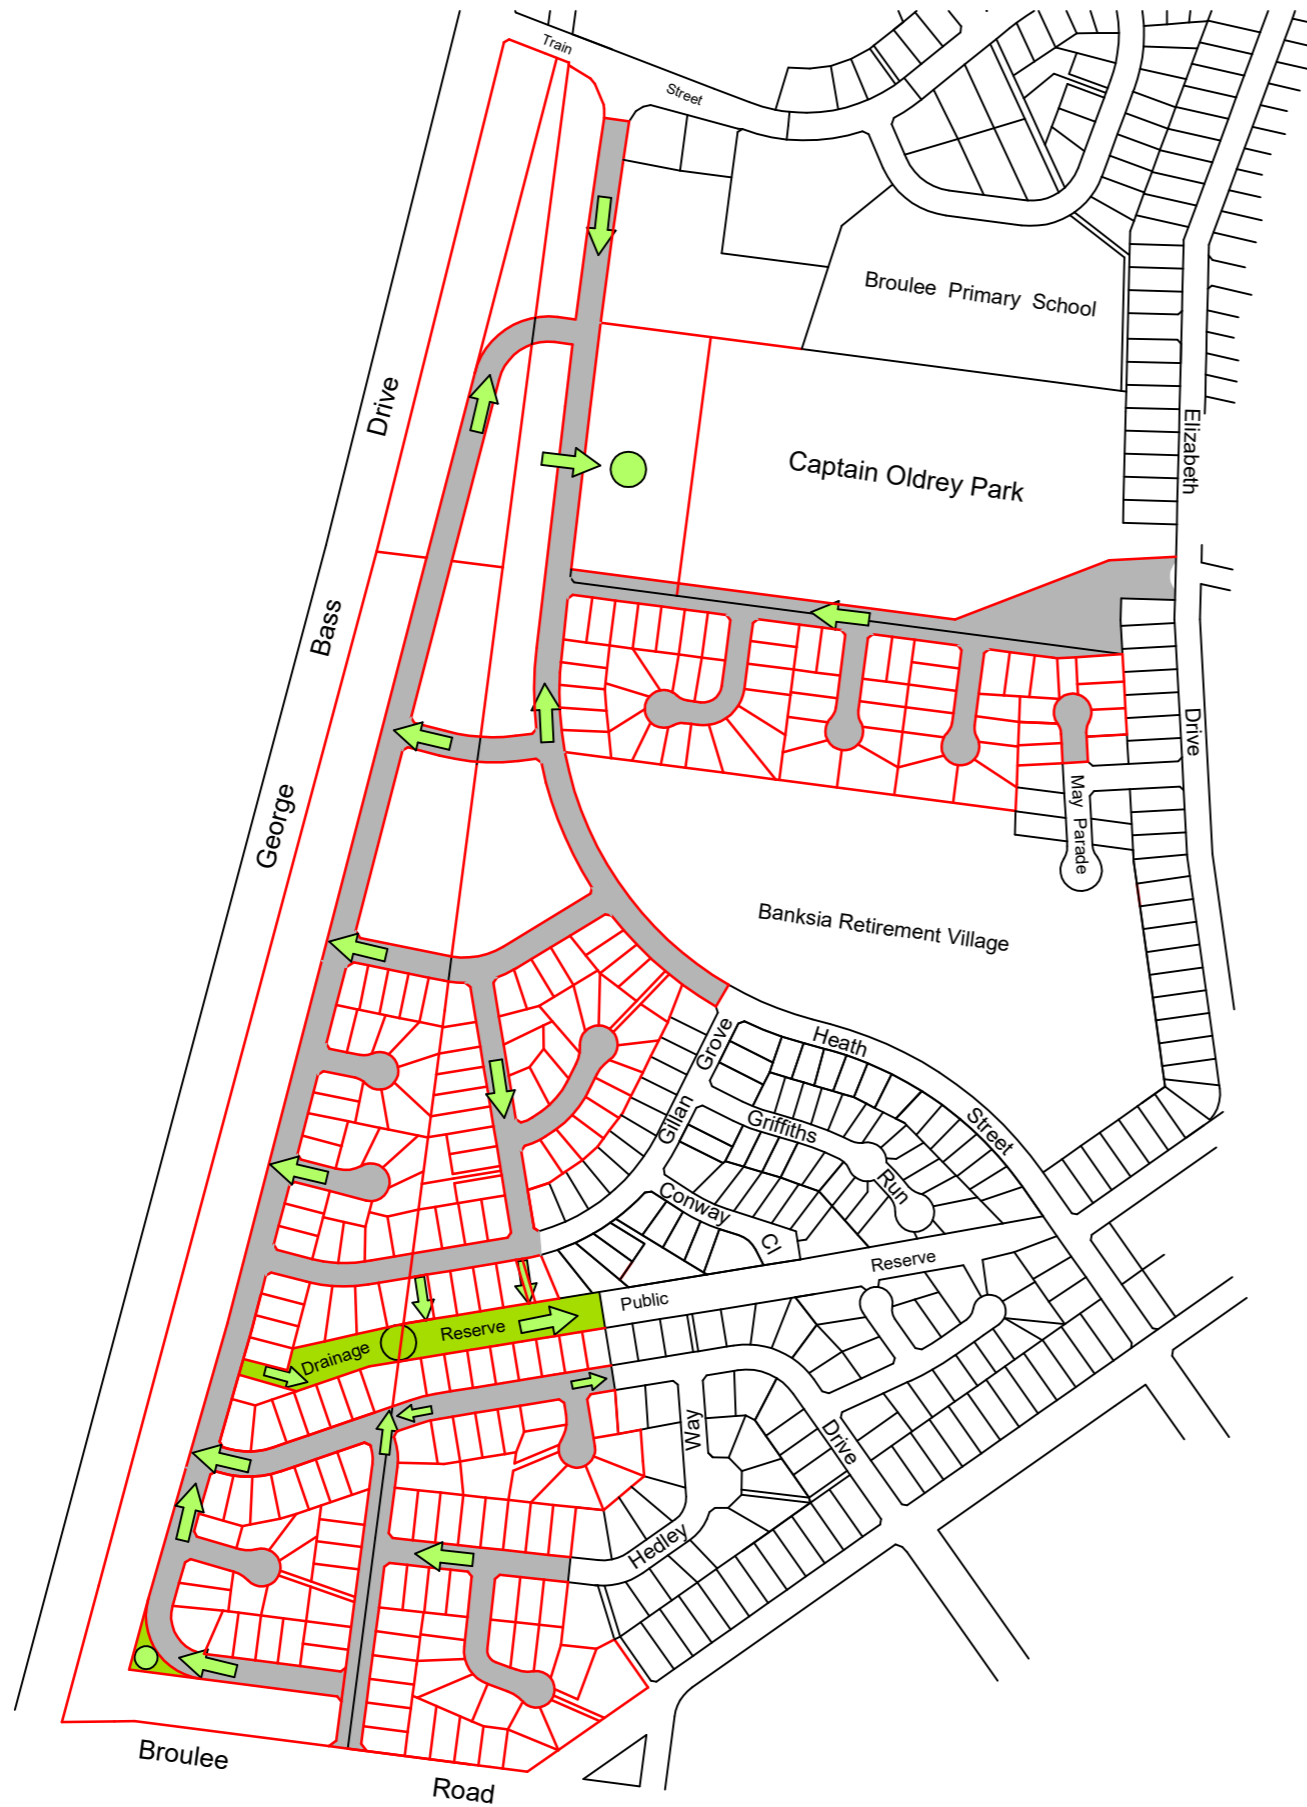 Train
Street
Broulee Primary School
Drive
Elizabeth
Captain Oldrey Park
Bass
Drive
George
May Parade
Banksia Retirement Village
Grove
Heath
Gillan
Griffiths
Street
Run
Conway
Cl
Reserve
Public
Drainage
Reserve
Way
Drive
Hedley
Broulee
Road